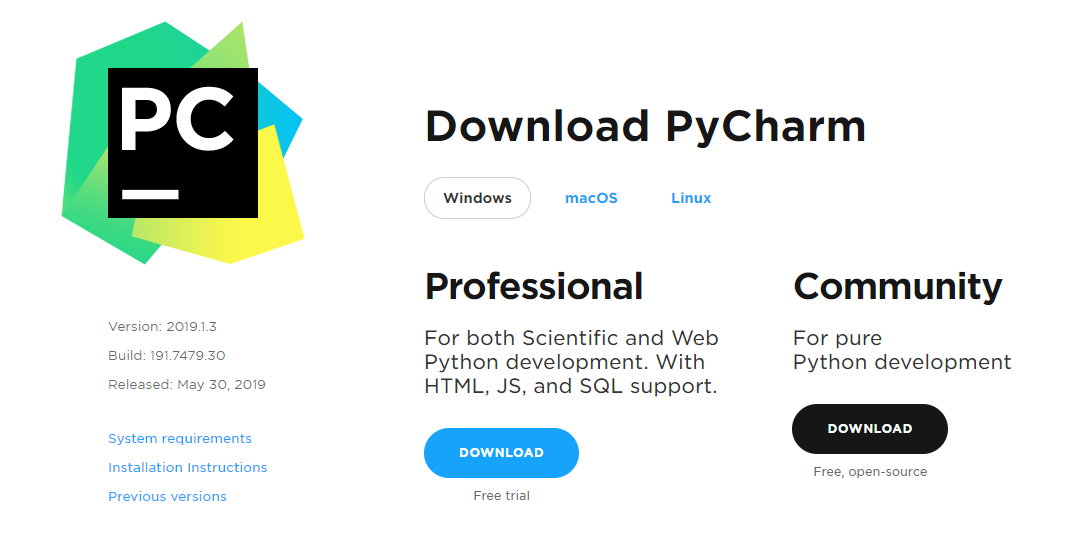 PC
Download PyCharm
Windows
macOS
Linux
Professional
For both Scientific and Web
Python development. With
HTML, JS, and SQL support.
DOWNLOAD
Free trial
Community
For pure
Python development
DOWNLOAD
Free, open-source
Version: 2019.1.3
Build: 191.7479.30
Released: May 30, 2019
System requirements
Installation Instructions
Previous versions